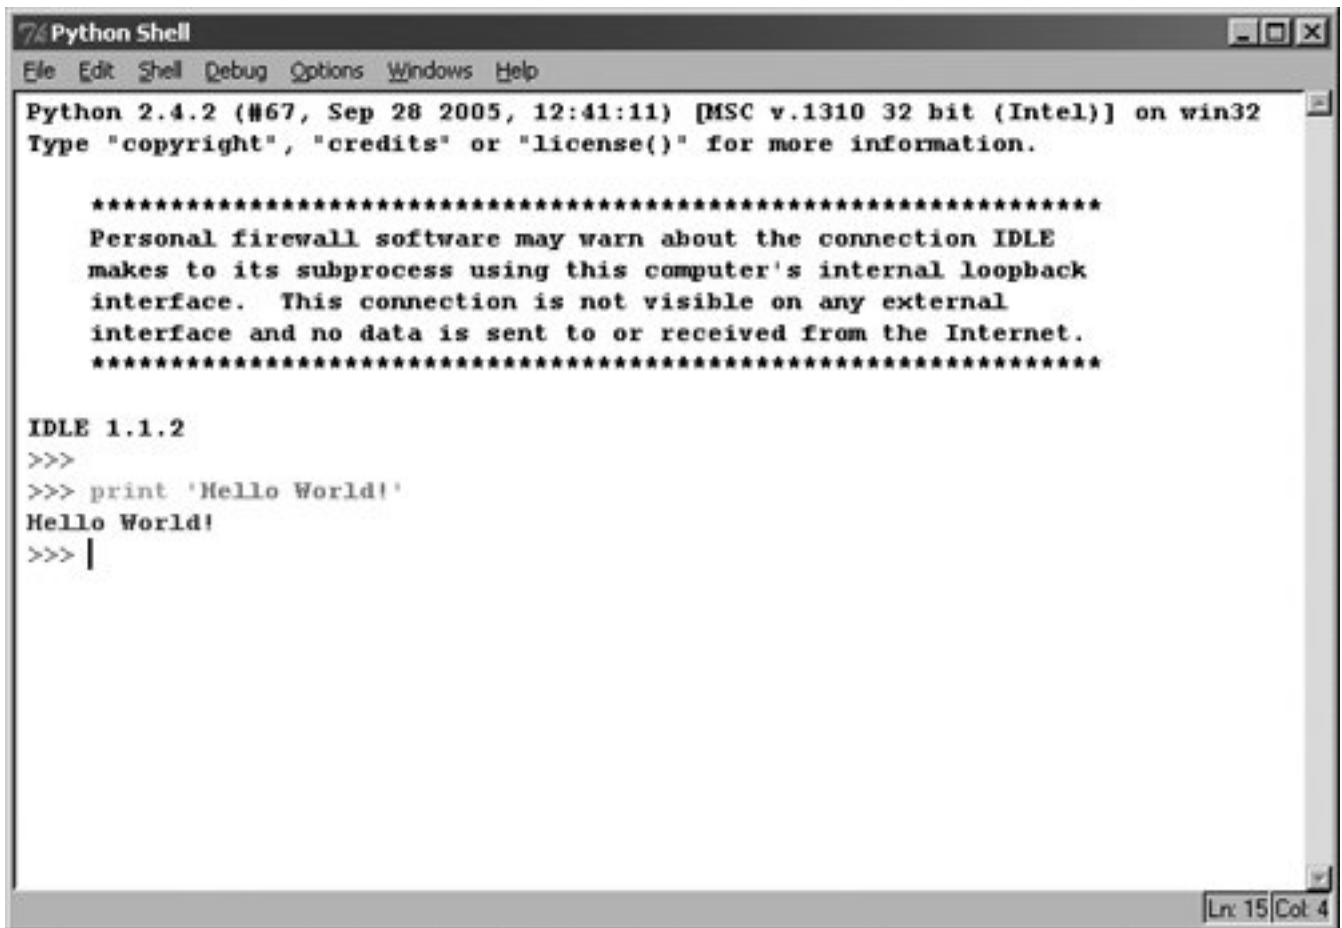 Python Shell
File Edit Shell Debug Options Windows Help
Python 2.4.2 (#67, Sep 28 2005, 12:41:11) [MSC v.1310 32 bit (Intel)] on win32
Type "copyright", "credits" or "license()" for more information.
****************************************************************
Personal firewall software may warn about the connection IDLE
makes to its subprocess using this computer's internal loopback
interface.  This connection is not visible on any external
interface and no data is sent to or received from the Internet.
****************************************************************
IDLE 1.1.2
>>>
>>> print 'Hello World!'
Hello World!
>>>
Ln: 15 Col: 4